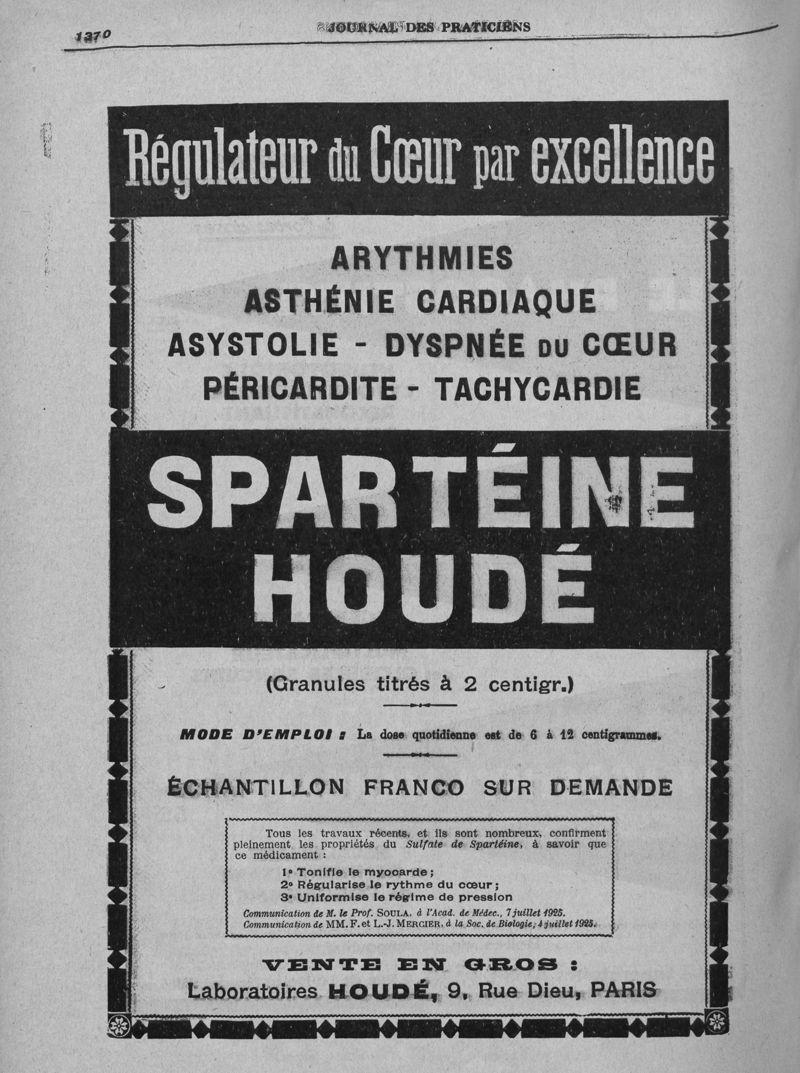 1270
JOURNAL DES PRATICIENS
Régulateur du Cœur par excellence
ARYTHMIES
ASTHÉNIE CARDIAQUE
ASYSTOLIE - DYSPNÉE DU CŒUR
PÉRICARDITE - TACHYCARDIE
SPARTÉINE
HOUDÉ
(Granules titrés à 2 centigr.)
MODE D'EMPLOI : La dose quotidienne est de 6 à 12 centigrammes.
ÉCHANTILLON FRANCO SUR DEMANDE
Tous les travaux récents, et ils sont nombreux, confirment
pleinement les propriétés du Sulfate de Spartéine, à savoir que
ce médicament :
1º Tonifie le myocarde ;
2º Régularise le rythme du cœur ;
3º Uniformise le régime de pression
Communication de M. le Prof. SOULA, à l'Acad. de Médec., 7 juillet 1925.
Communication de MM. F. et L.-J. MERCIER, à la Soc. de Biologie, 4 juillet 1925.
VENTE EN GROS :
Laboratoires HOUDÉ, 9, Rue Dieu, PARIS